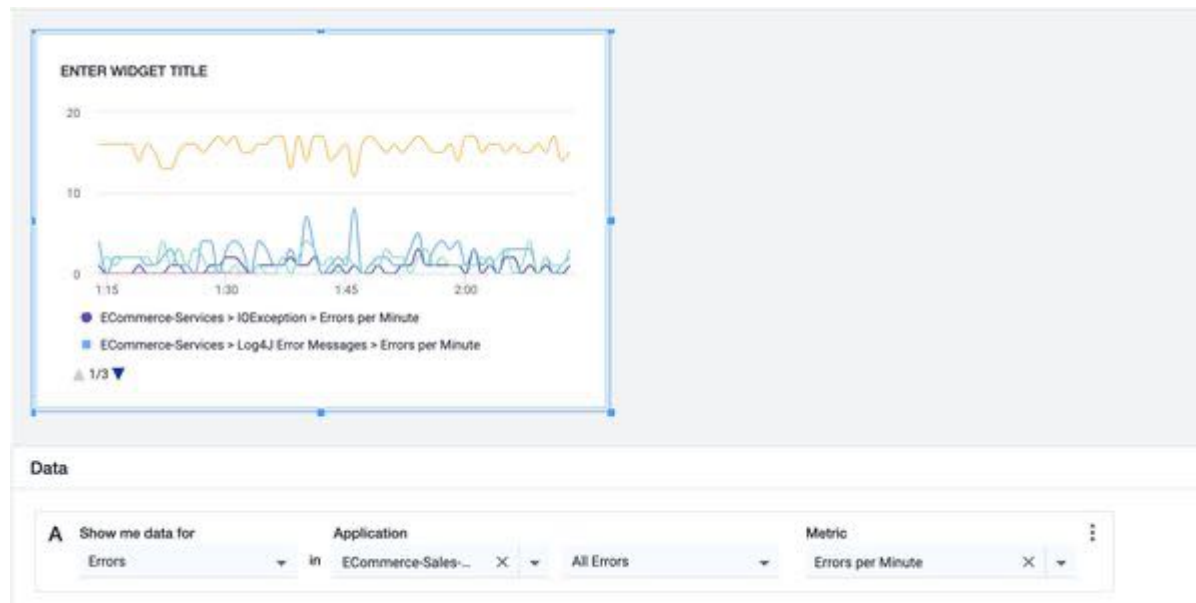 ENTER WIDGET TITLE
20
10
0
1:15 1:30 1:45 2:00
ECommerce-Services > IOException > Errors per Minute
ECommerce-Services > Log4J Error Messages > Errors per Minute
1/3
Data
A Show me data for Application Metric
Errors in ECommerce-Sales-... All Errors Errors per Minute